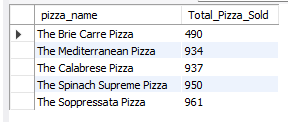 pizza_name Total_Pizza_Sold
The Brie Carre Pizza 490
The Mediterranean Pizza 934
The Calabrese Pizza 937
The Spinach Supreme Pizza 950
The Soppressata Pizza 961